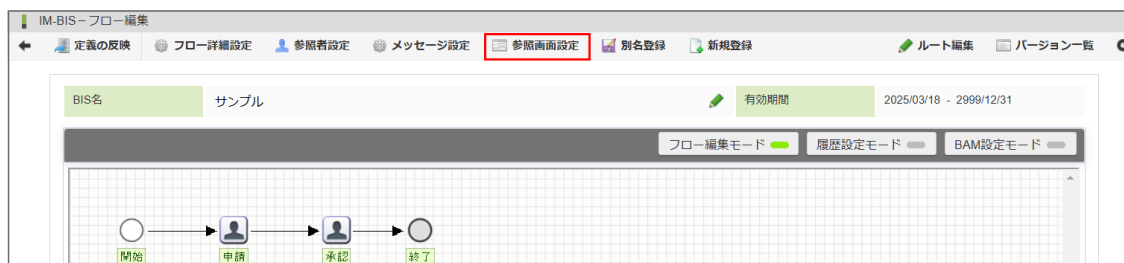 IM-BIS－フロー編集
定義の反映 フロー詳細設定 参照者設定 メッセージ設定 参照画面設定 別名登録 新規登録 ルート編集 バージョン一覧
BIS名 サンプル 有効期間 2025/03/18 - 2999/12/31
フロー編集モード 履歴設定モード BAM設定モード
開始 申請 承認 終了